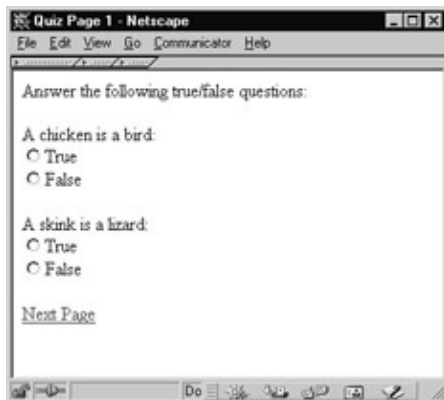 Quiz Page 1 - Netscape
File Edit View Go Communicator Help
Answer the following true/false questions:
A chicken is a bird:
True
False
A skink is a lizard:
True
False
Next Page
Do